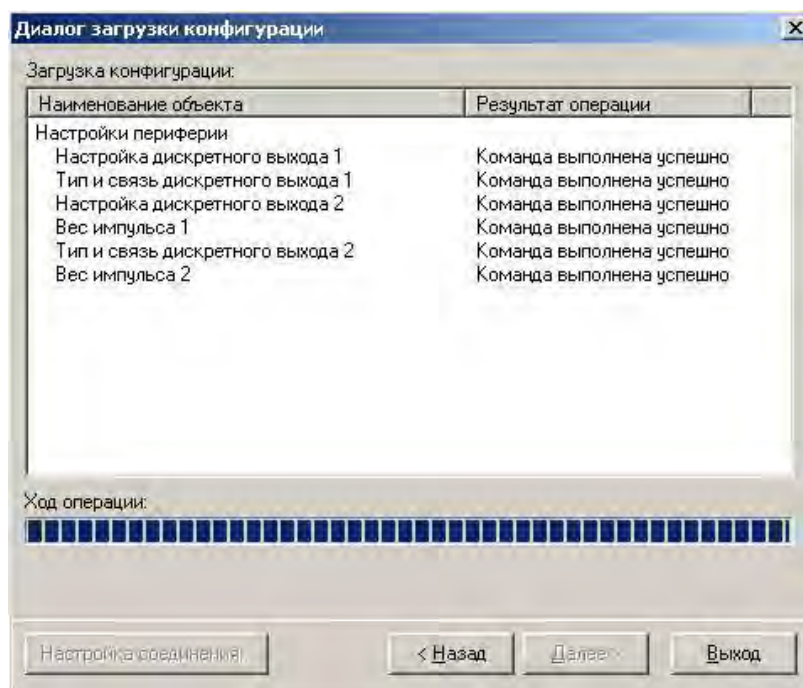 Диалог загрузки конфигурации
Загрузка конфигурации:
Наименование объекта Результат операции
Настройки периферии
Настройка дискретного выхода 1 Команда выполнена успешно
Тип и связь дискретного выхода 1 Команда выполнена успешно
Настройка дискретного выхода 2 Команда выполнена успешно
Вес импульса 1 Команда выполнена успешно
Тип и связь дискретного выхода 2 Команда выполнена успешно
Вес импульса 2 Команда выполнена успешно
Ход операции:
Настройка соединения < Назад Далее > Выход